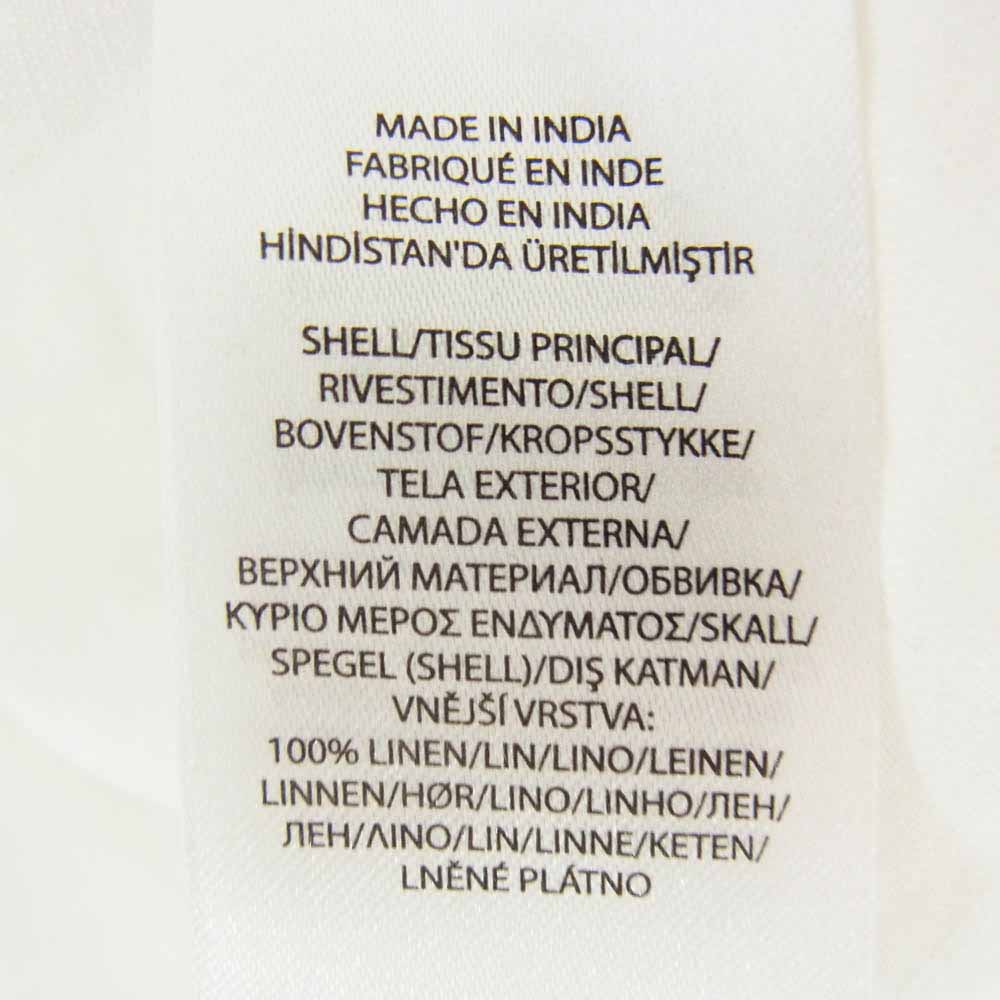 MADE IN INDIA
FABRIQUÉ EN INDE
HECHO EN INDIA
HİNDİSTAN'DA ÜRETİLMİŞTİR
SHELL/TISSU PRINCIPAL/
RIVESTIMENTO/SHELL/
BOVENSTOF/KROPSSTYKKE/
TELA EXTERIOR/
CAMADA EXTERNA/
ВЕРХНИЙ МАТЕРИАЛ/ОБВИВКА/
ΚΥΡΙΟ ΜΕΡΟΣ ΕΝΔΥΜΑΤΟΣ/SKALL/
SPEGEL (SHELL)/DIŞ KATMAN/
VNĚJŠÍ VRSTVA:
100% LINEN/LIN/LINO/LEINEN/
LINNEN/HØR/LINO/LINHO/ЛЕН/
ЛЕН/ΛΙΝΟ/LIN/LINNE/KETEN/
LNĚNÉ PLÁTNO